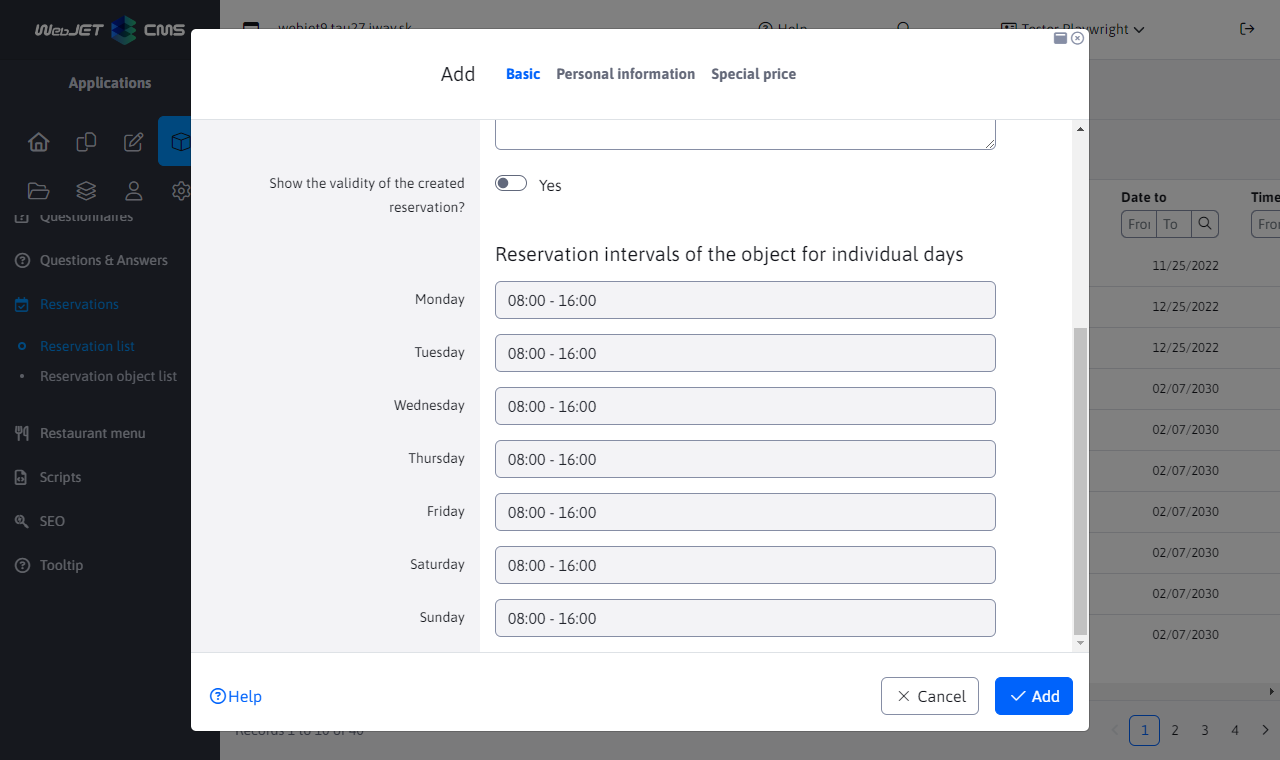 WebJET CMS
webjet9.tau27.iway.sk
Help
Tester Playwright
Applications
Questionnaires
Questions & Answers
Reservations
Reservation list
Reservation object list
Restaurant menu
Scripts
SEO
Tooltip
Add
Basic
Personal information
Special price
Show the validity of the created
reservation?
Yes
Reservation intervals of the object for individual days
Monday
08:00 - 16:00
Tuesday
08:00 - 16:00
Wednesday
08:00 - 16:00
Thursday
08:00 - 16:00
Friday
08:00 - 16:00
Saturday
08:00 - 16:00
Sunday
08:00 - 16:00
Help
Cancel
Add
Date to
Time
To
11/25/2022
12/25/2022
12/25/2022
02/07/2030
02/07/2030
02/07/2030
02/07/2030
02/07/2030
02/07/2030
02/07/2030
Records 1 to 10 of 40
1 2 3 4